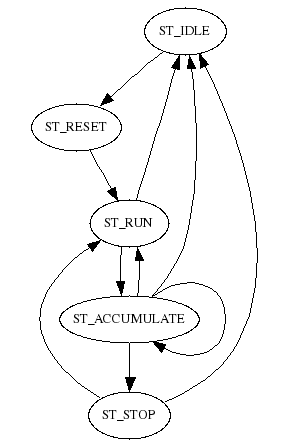 ST_IDLE
ST_RESET
ST_RUN
ST_ACCUMULATE
ST_STOP